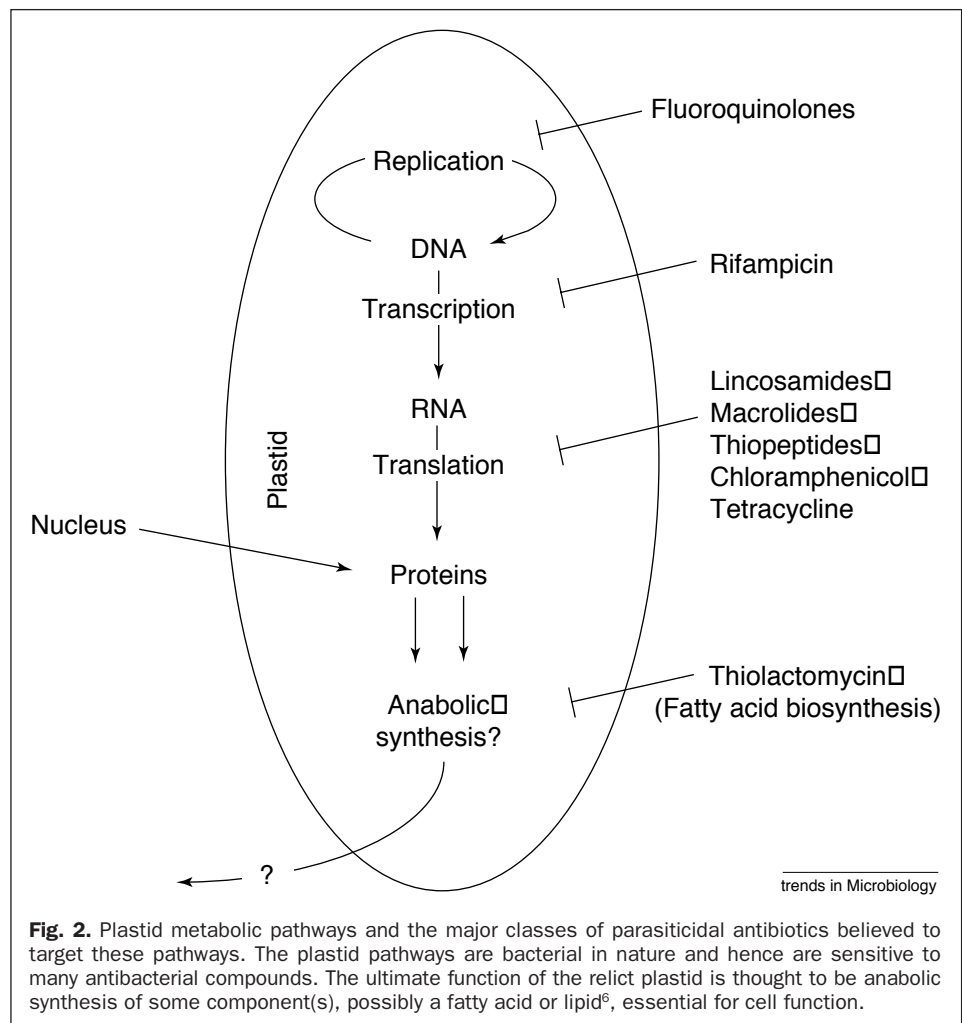 Fluoroquinolones
Replication
DNA
Rifampicin
Transcription
Lincosamides□
Macrolides□
Thiopeptides□
Chloramphenicol□
Tetracycline
RNA
Translation
Plastid
Nucleus
Proteins
Thiolactomycin□
(Fatty acid biosynthesis)
Anabolic□
synthesis?
?
trends in Microbiology
Fig. 2. Plastid metabolic pathways and the major classes of parasiticidal antibiotics believed to
target these pathways. The plastid pathways are bacterial in nature and hence are sensitive to
many antibacterial compounds. The ultimate function of the relict plastid is thought to be anabolic
synthesis of some component(s), possibly a fatty acid or lipid⁶, essential for cell function.